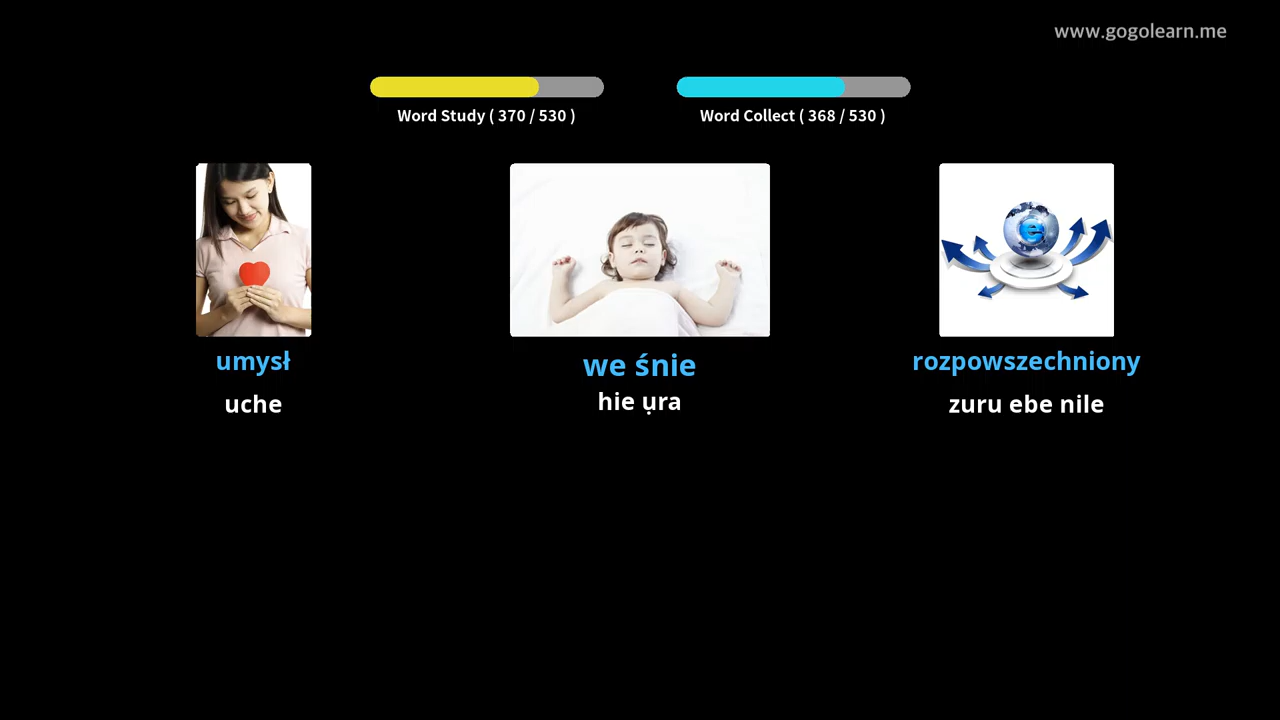 www.gogolearn.me
Word Study ( 370 / 530 )
Word Collect ( 368 / 530 )
umysł
uche
we śnie
hie ụra
rozpowszechniony
zuru ebe nile